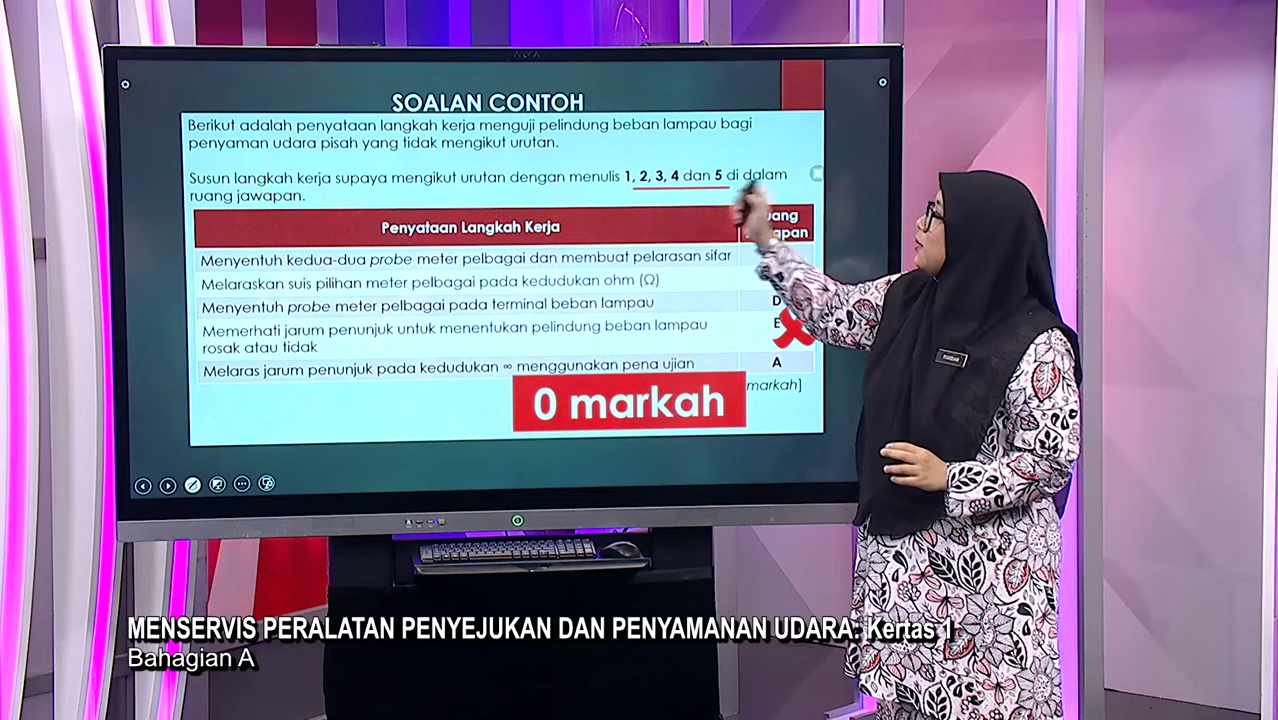 SOALAN CONTOH
Berikut adalah penyataan langkah kerja menguji pelindung beban lampau bagi
penyaman udara pisah yang tidak mengikut urutan.
Susun langkah kerja supaya mengikut urutan dengan menulis 1, 2, 3, 4 dan 5 di dalam
ruang jawapan.
Penyataan Langkah Kerja
Menyentuh kedua-dua probe meter pelbagai dan membuat pelarasan sifar
Melaraskan suis pilihan meter pelbagai pada kedudukan ohm (Ω)
Menyentuh probe meter pelbagai pada terminal beban lampau
D
Memerhati jarum penunjuk untuk menentukan pelindung beban lampau
rosak atau tidak
E
Melaras jarum penunjuk pada kedudukan ∞ menggunakan pena ujian
A
markah]
0 markah
MENSERVIS PERALATAN PENYEJUKAN DAN PENYAMANAN UDARA: Kertas 1
Bahagian A